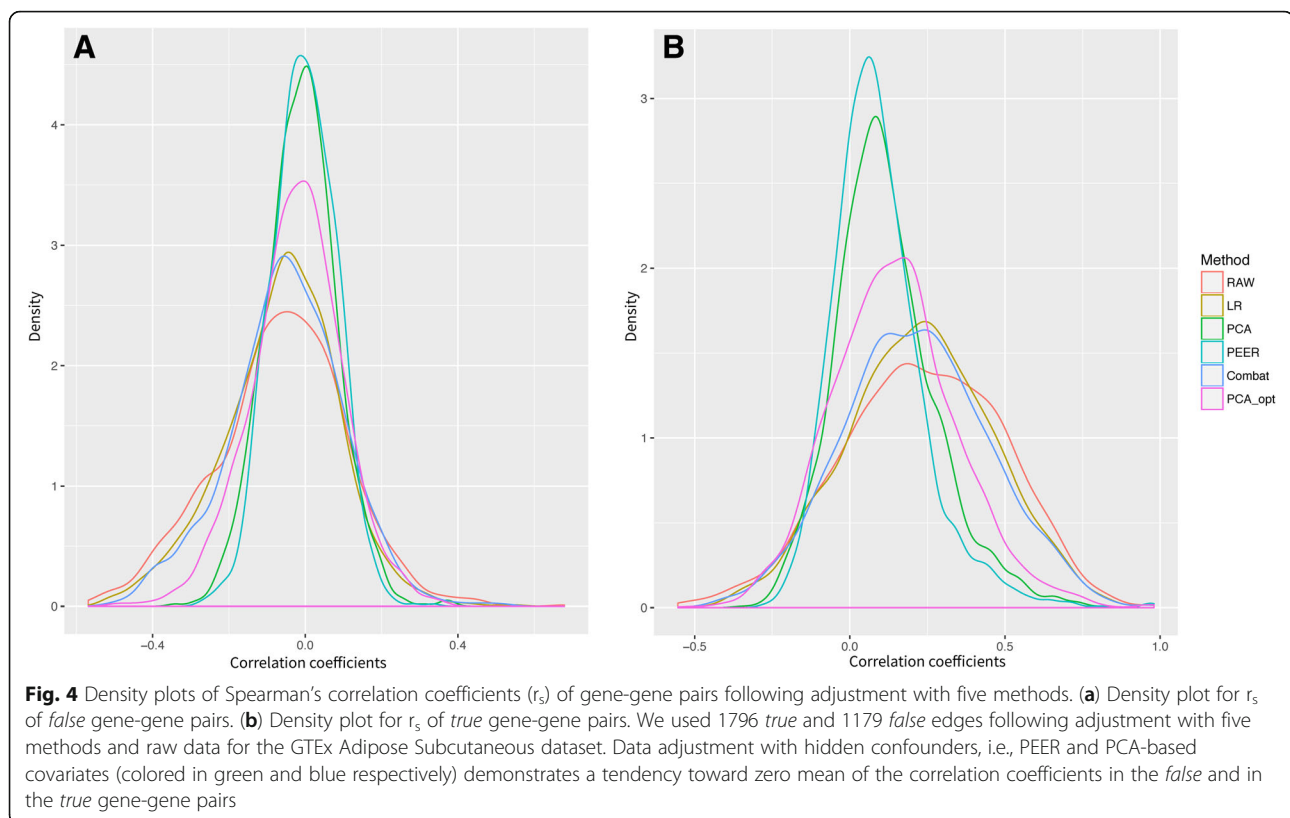 A
Density
4
3
2
1
0
−0.4
0.0
0.4
Correlation coefficients
B
Density
3
2
1
0
−0.5
0.0
0.5
1.0
Correlation coefficients
Method
RAW
LR
PCA
PEER
Combat
PCA_opt
Fig. 4 Density plots of Spearman's correlation coefficients (rs) of gene-gene pairs following adjustment with five methods. (a) Density plot for rs
of false gene-gene pairs. (b) Density plot for rs of true gene-gene pairs. We used 1796 true and 1179 false edges following adjustment with five
methods and raw data for the GTEx Adipose Subcutaneous dataset. Data adjustment with hidden confounders, i.e., PEER and PCA-based
covariates (colored in green and blue respectively) demonstrates a tendency toward zero mean of the correlation coefficients in the false and in
the true gene-gene pairs